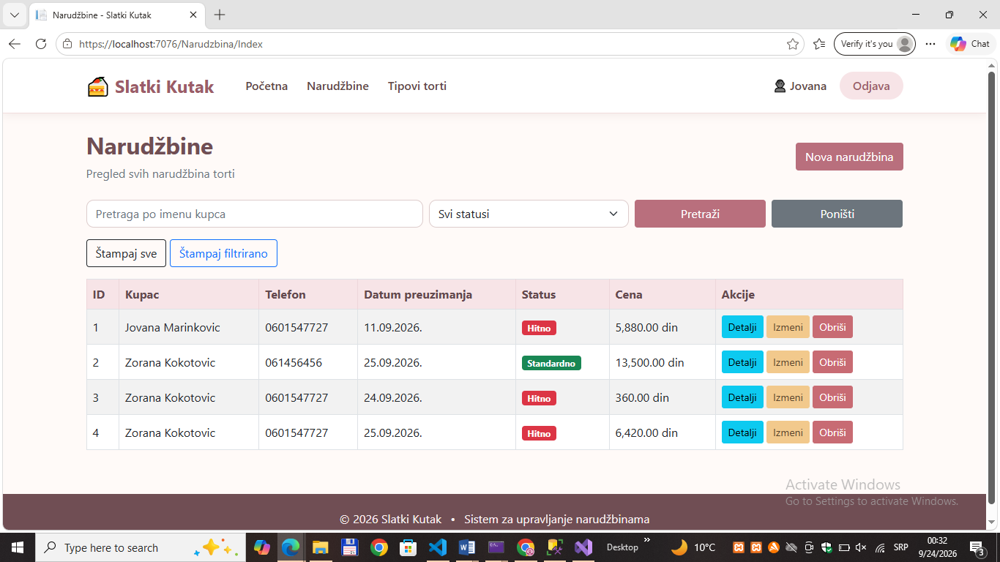 Narudžbine - Slatki Kutak
https://localhost:7076/Narudzbina/Index
Verify it's you
Chat
Slatki Kutak Početna Narudžbine Tipovi torti Jovana Odjava
Narudžbine
Nova narudžbina
Pregled svih narudžbina torti
Pretraga po imenu kupca Svi statusi Pretraži Poništi
Štampaj sve Štampaj filtrirano
ID Kupac Telefon Datum preuzimanja Status Cena Akcije
1 Jovana Marinkovic 0601547727 11.09.2026. Hitno 5,880.00 din Detalji Izmeni Obriši
2 Zorana Kokotovic 061456456 25.09.2026. Standardno 13,500.00 din Detalji Izmeni Obriši
3 Zorana Kokotovic 0601547727 24.09.2026. Hitno 360.00 din Detalji Izmeni Obriši
4 Zorana Kokotovic 0601547727 25.09.2026. Hitno 6,420.00 din Detalji Izmeni Obriši
Activate Windows
Go to Settings to activate Windows.
© 2026 Slatki Kutak • Sistem za upravljanje narudžbinama
Type here to search
Desktop
10°C
SRP
00:32
9/24/2026
3